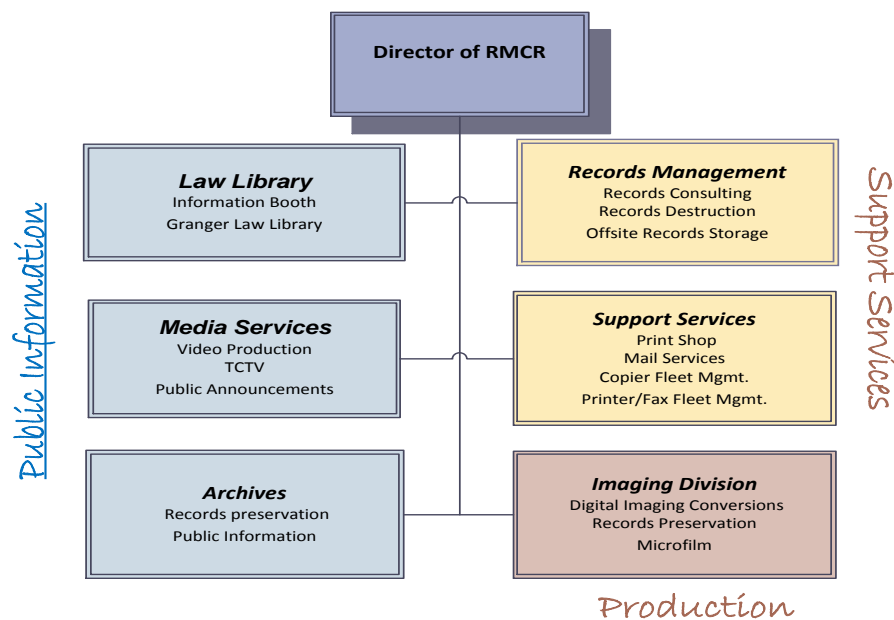 Director of RMCR
Law Library
Information Booth
Granger Law Library
Records Management
Records Consulting
Records Destruction
Offsite Records Storage
Public Information
Support Services
Media Services
Video Production
TCTV
Public Announcements
Support Services
Print Shop
Mail Services
Copier Fleet Mgmt.
Printer/Fax Fleet Mgmt.
Archives
Records preservation
Public Information
Imaging Division
Digital Imaging Conversions
Records Preservation
Microfilm
Production